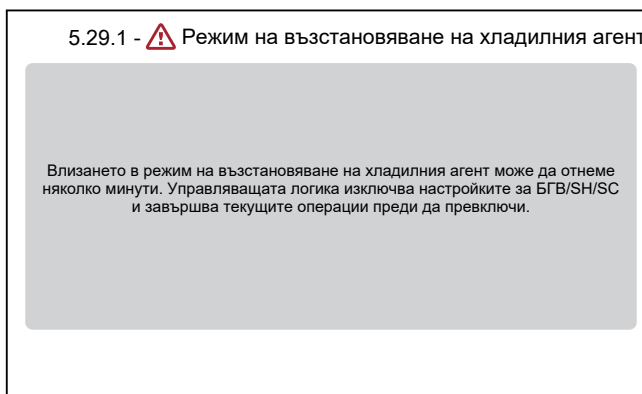 5.29.1 - Режим на възстановяване на хладилния агент
Влизането в режим на възстановяване на хладилния агент може да отнеме
няколко минути. Управляващата логика изключва настройките за БГВ/SH/SC
и завършва текущите операции преди да превключи.